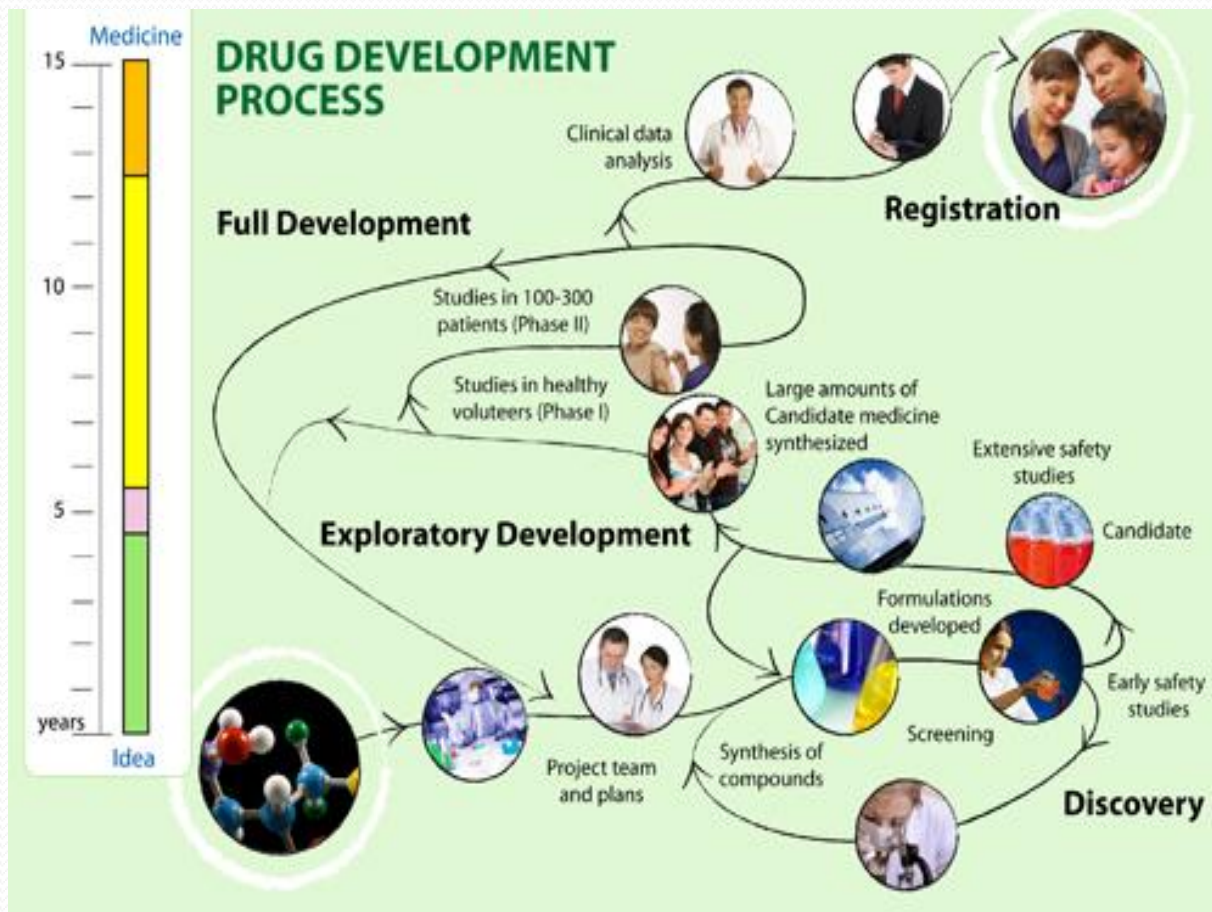 Medicine
15
10
5
years
Idea
DRUG DEVELOPMENT
PROCESS
Clinical data
analysis
Registration
Full Development
Studies in 100-300
patients (Phase II)
Studies in healthy
voluteers (Phase I)
Large amounts of
Candidate medicine
synthesized
Extensive safety
studies
Candidate
Exploratory Development
Formulations
developed
Early safety
studies
Screening
Project team
and plans
Synthesis of
compounds
Discovery